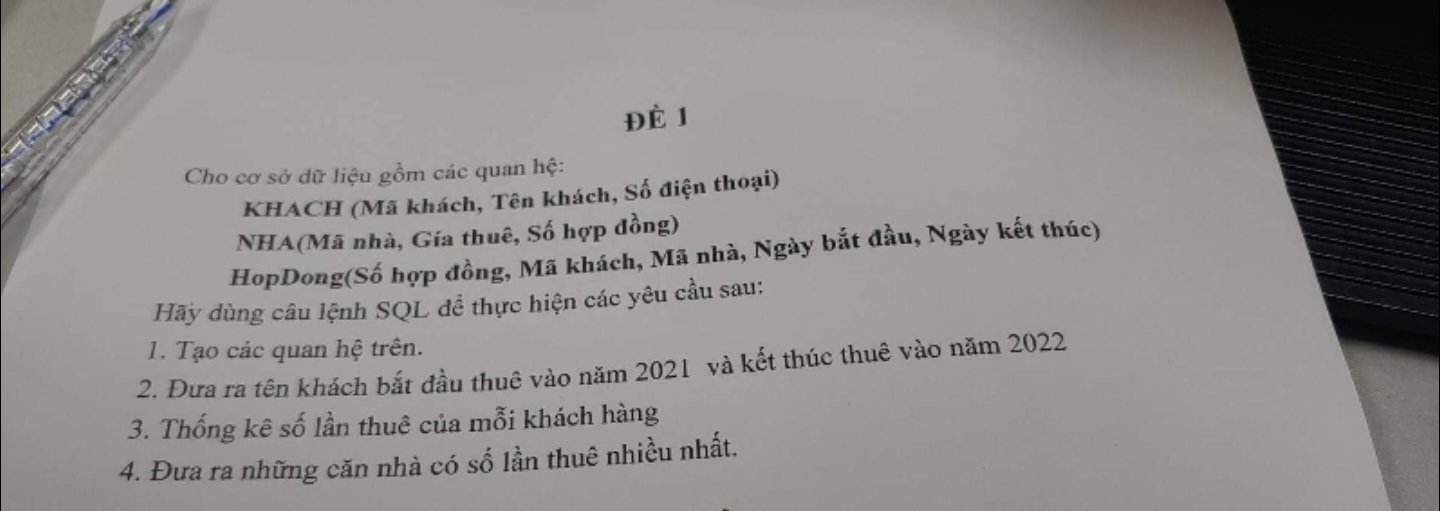 ĐỀ 1
Cho cơ sở dữ liệu gồm các quan hệ:
KHACH (Mã khách, Tên khách, Số điện thoại)
NHA(Mã nhà, Gía thuê, Số hợp đồng)
HopDong(Số hợp đồng, Mã khách, Mã nhà, Ngày bắt đầu, Ngày kết thúc)
Hãy dùng câu lệnh SQL để thực hiện các yêu cầu sau:
1. Tạo các quan hệ trên.
2. Đưa ra tên khách bắt đầu thuê vào năm 2021 và kết thúc thuê vào năm 2022
3. Thống kê số lần thuê của mỗi khách hàng
4. Đưa ra những căn nhà có số lần thuê nhiều nhất.